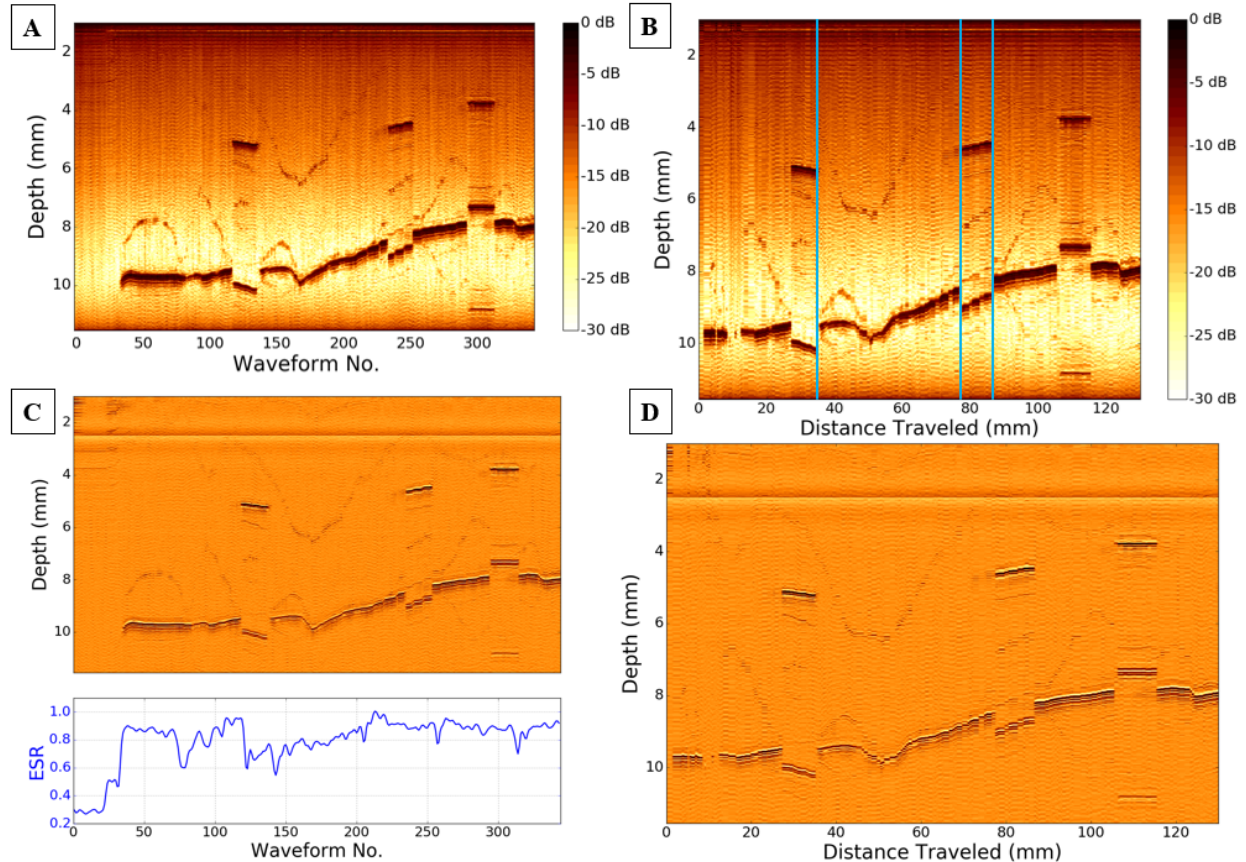 A
2
4
6
8
10
Depth (mm)
0
50
100
150
200
250
300
Waveform No.
0 dB
-5 dB
-10 dB
-15 dB
-20 dB
-25 dB
-30 dB
B
2
4
6
8
10
Depth (mm)
0
20
40
60
80
100
120
Distance Traveled (mm)
0 dB
-5 dB
-10 dB
-15 dB
-20 dB
-25 dB
-30 dB
C
2
4
6
8
10
Depth (mm)
1.0
0.8
0.6
0.4
0.2
ESR
0
50
100
150
200
250
300
Waveform No.
D
2
4
6
8
10
Depth (mm)
0
20
40
60
80
100
120
Distance Traveled (mm)